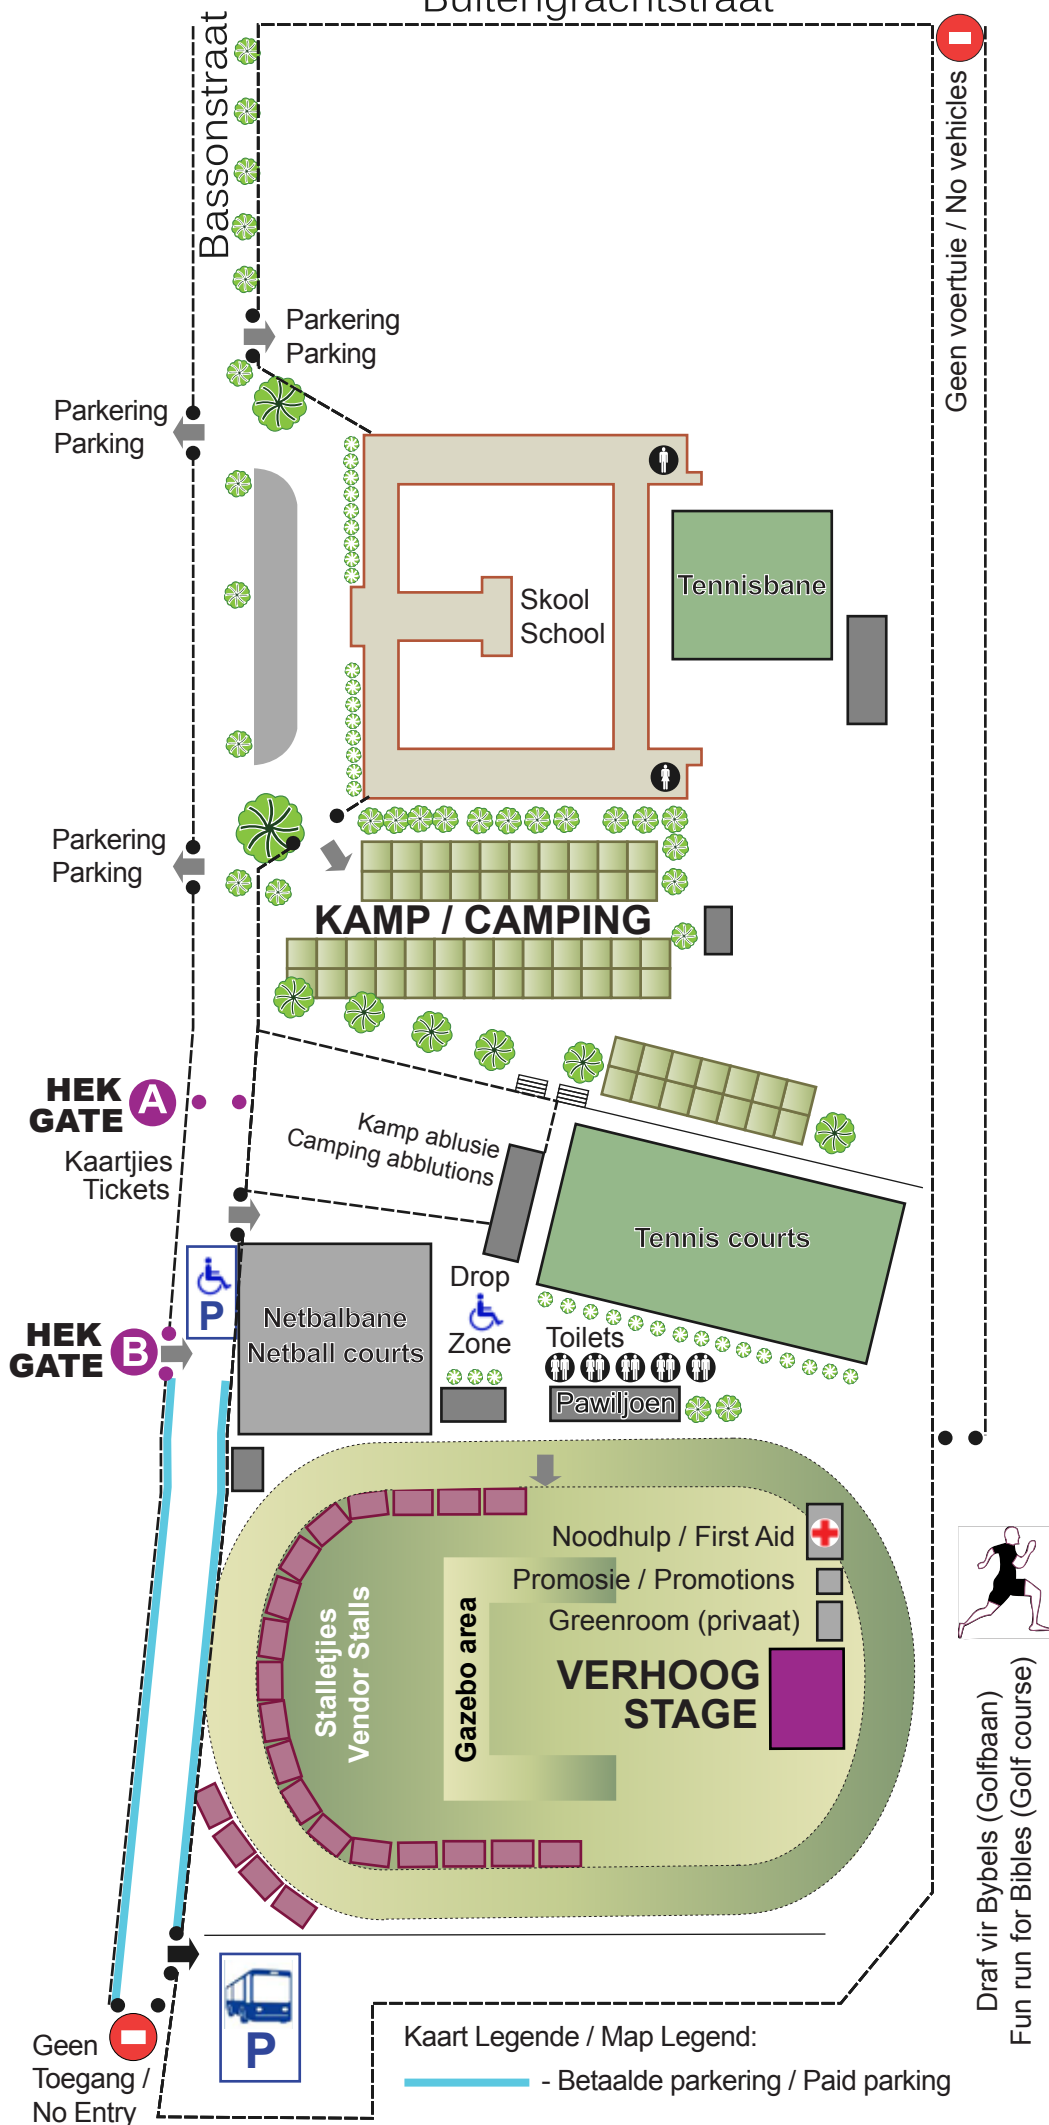 Buitengrachtstraat
Bassonstraat
Geen voertuie / No vehicles
Parkering
Parking
Parkering
Parking
Skool
School
Tennisbane
Parkering
Parking
KAMP / CAMPING
HEK
GATE
A
Kaartjies
Tickets
Kamp ablusie
Camping abblutions
Tennis courts
P
Netbalbane
Netball courts
Drop
Zone
HEK
GATE
B
Toilets
Pawiljoen
Noodhulp / First Aid
Promosie / Promotions
Greenroom (privaat)
VERHOOG
STAGE
Stalletjies
Vendor Stalls
Gazebo area
Draf vir Bybels (Golfbaan)
Fun run for Bibles (Golf course)
P
Geen
Toegang /
No Entry
Kaart Legende / Map Legend:
- Betaalde parkering / Paid parking